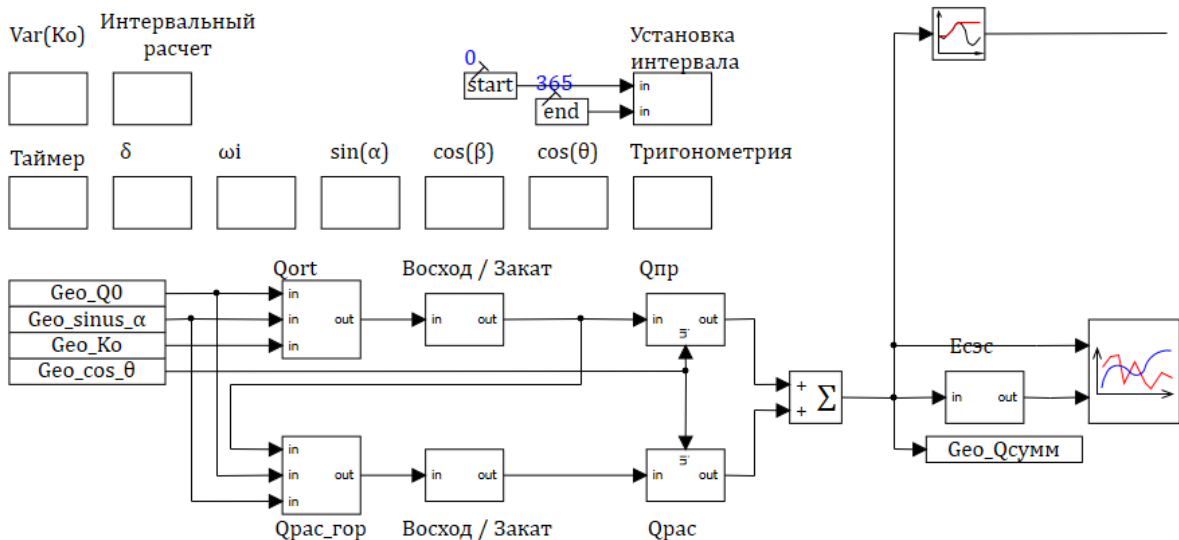 Var(Ko)
Интервальный
расчет
Установка
интервала
0
start
365
end
in
in
Таймер
δ
ωi
sin(α)
cos(β)
cos(θ)
Тригонометрия
Qort
Восход / Закат
Qпр
Geo_Q0
Geo_sinus_α
Geo_Ko
Geo_cos_θ
in
in
in
out
in
out
in
out
in
Eсэс
in
out
+
+
Σ
in
in
in
out
in
out
in
out
in
Geo_Qсумм
Qрас_гор
Восход / Закат
Qрас